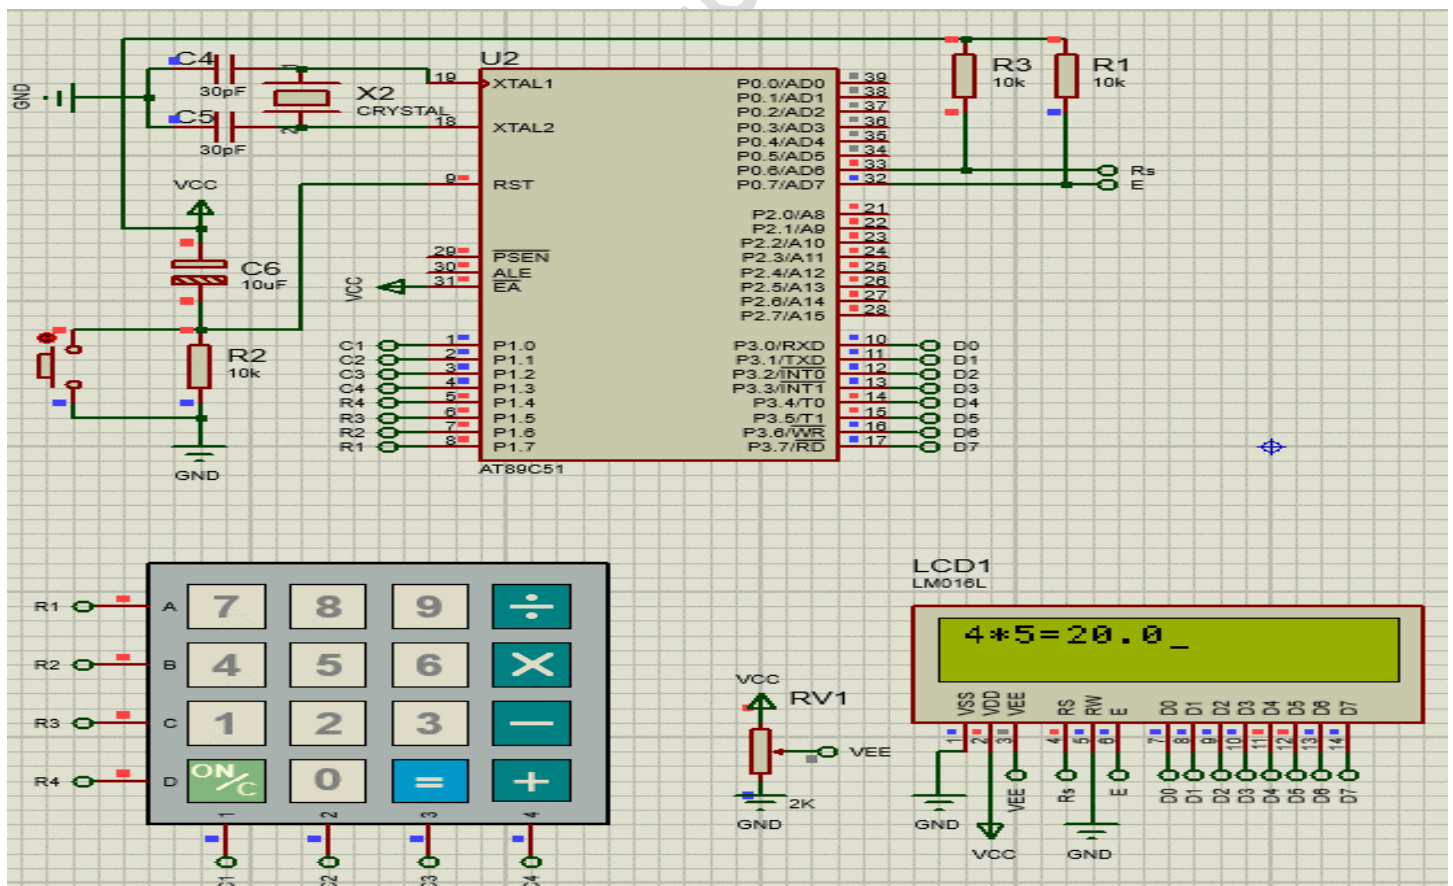 C4
30pF
GND
X2
CRYSTAL
C5
30pF
1
2
U2
19 XTAL1
18 XTAL2
9 RST
29 PSEN
30 ALE
31 EA
VCC
1 P1.0
2 P1.1
3 P1.2
4 P1.3
5 P1.4
6 P1.5
7 P1.6
8 P1.7
C1
C2
C3
C4
R4
R3
R2
R1
AT89C51
P0.0/AD0 39
P0.1/AD1 38
P0.2/AD2 37
P0.3/AD3 36
P0.4/AD4 35
P0.5/AD5 34
P0.6/AD6 33
P0.7/AD7 32
P2.0/A8 21
P2.1/A9 22
P2.2/A10 23
P2.3/A11 24
P2.4/A12 25
P2.5/A13 26
P2.6/A14 27
P2.7/A15 28
P3.0/RXD 10 D0
P3.1/TXD 11 D1
P3.2/INT0 12 D2
P3.3/INT1 13 D3
P3.4/T0 14 D4
P3.5/T1 15 D5
P3.6/WR 16 D6
P3.7/RD 17 D7
R3
10k
R1
10k
Rs
E
VCC
C6
10uF
R2
10k
GND
R1 A 7 8 9 ÷
R2 B 4 5 6 X
R3 C 1 2 3 −
R4 D ON/C 0 = +
1 2 3 4
C1 C2 C3 C4
VCC
RV1
VEE
2K
GND
LCD1
LM016L
4*5=20.0_
VSS VDD VEE RS RW E D0 D1 D2 D3 D4 D5 D6 D7
1 2 3 4 5 6 7 8 9 10 11 12 13 14
VEE Rs E D0 D1 D2 D3 D4 D5 D6 D7
GND
VCC
GND